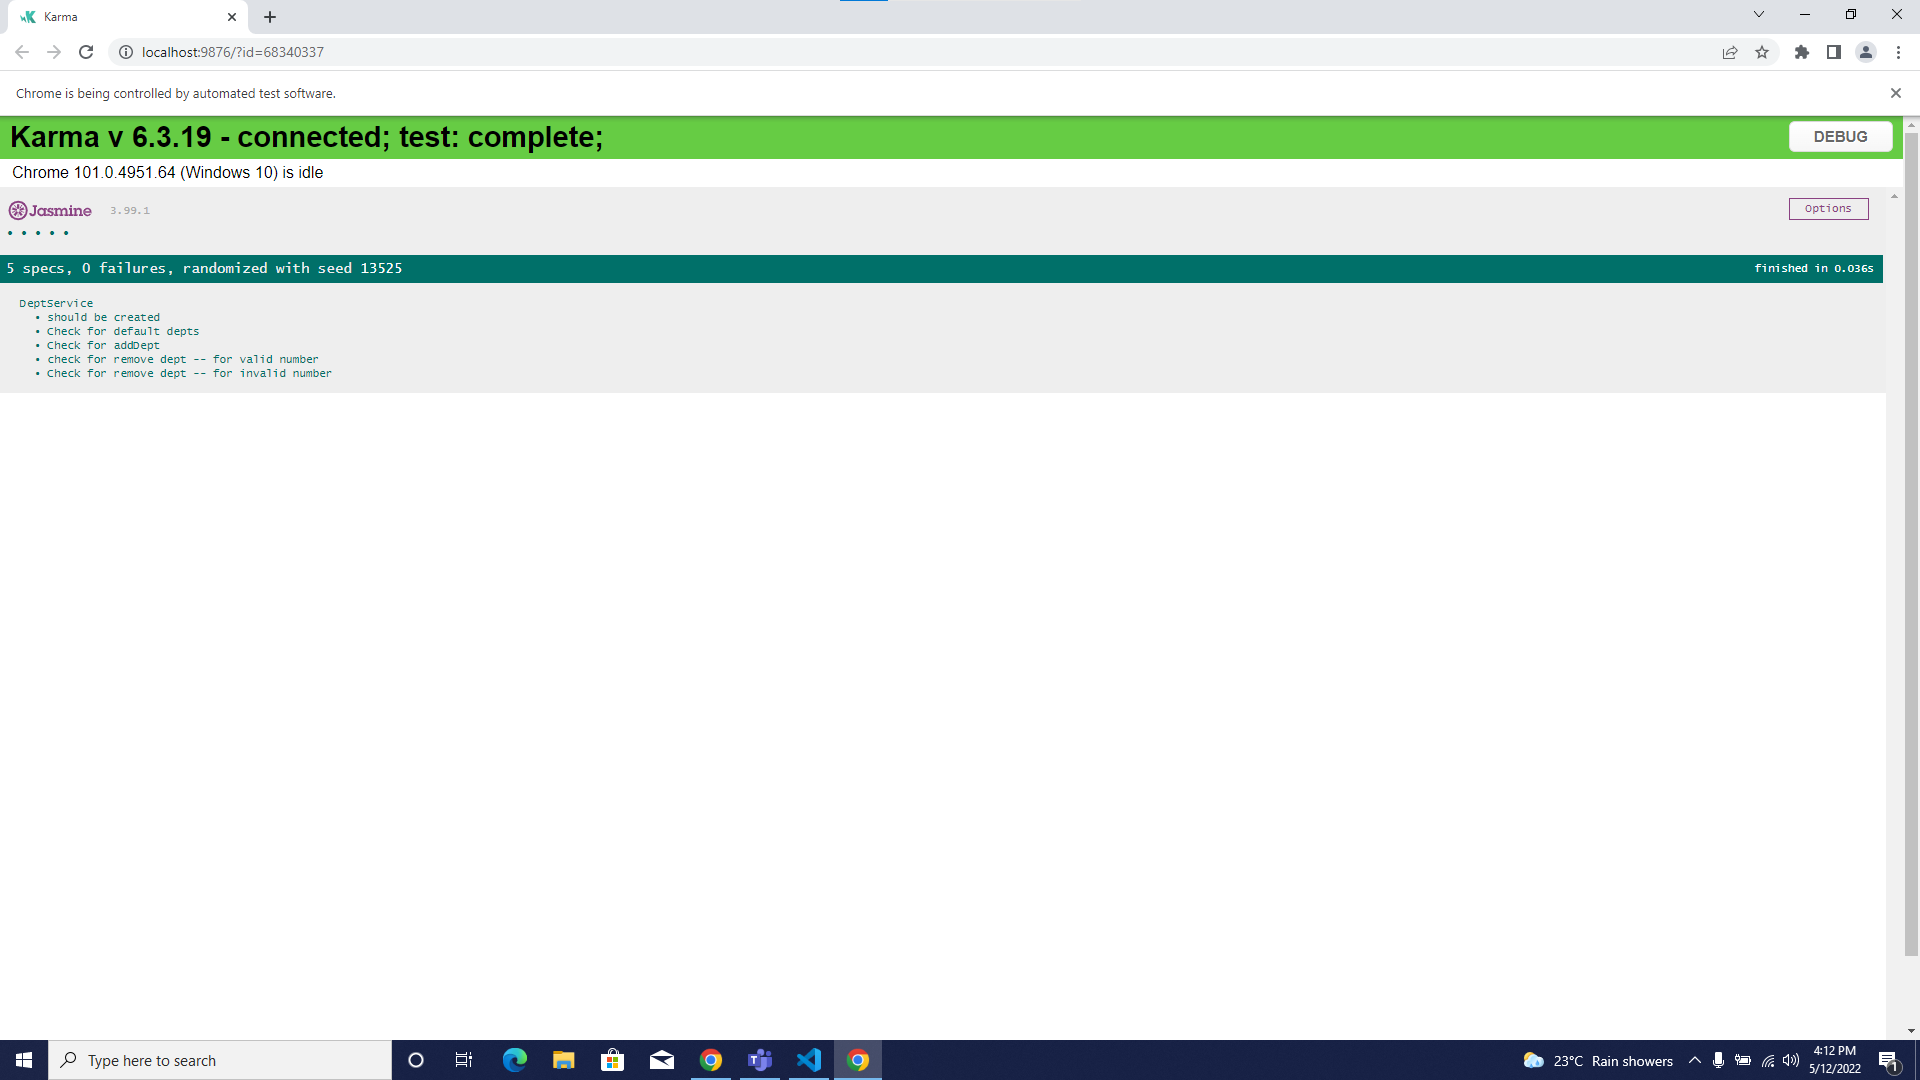 Karma
localhost:9876/?id=68340337
Chrome is being controlled by automated test software.
Karma v 6.3.19 - connected; test: complete;
DEBUG
Chrome 101.0.4951.64 (Windows 10) is idle
Jasmine 3.99.1
Options
• • • • •
5 specs, 0 failures, randomized with seed 13525
finished in 0.036s
DeptService
• should be created
• Check for default depts
• Check for addDept
• check for remove dept -- for valid number
• Check for remove dept -- for invalid number
Type here to search
23°C Rain showers
4:12 PM
5/12/2022
1